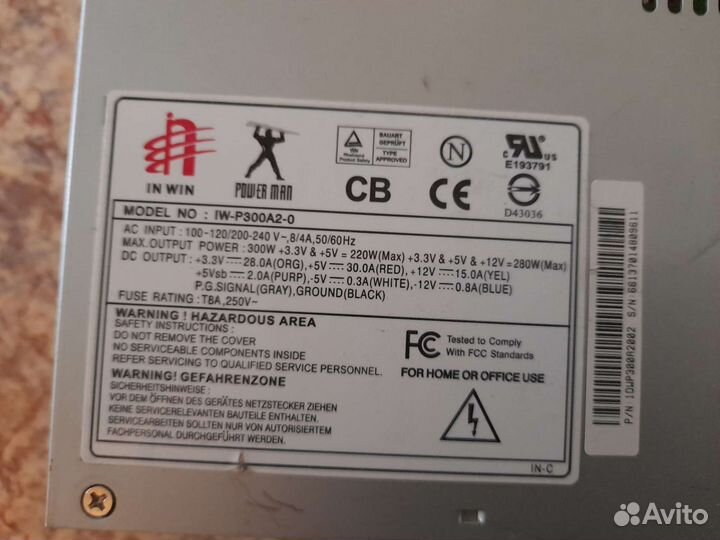 IN WIN
POWER MAN
BAUART
GEPRÜFT
TYPE
APPROVED
N
c UL us
E193791
CB
CE
D43036
MODEL NO : IW-P300A2-0
AC INPUT : 100-120/200-240 V~,8/4A,50/60Hz
MAX.OUTPUT POWER : 300W +3.3V & +5V = 220W(Max) +3.3V & +5V & +12V = 280W(Max)
DC OUTPUT : +3.3V ⎓ 28.0A(ORG),+5V ⎓ 30.0A(RED), +12V ⎓ 15.0A(YEL)
+5Vsb ⎓ 2.0A(PURP),-5V ⎓ 0.3A(WHITE),-12V ⎓ 0.8A(BLUE)
P.G.SIGNAL(GRAY),GROUND(BLACK)
FUSE RATING : T8A,250V~
WARNING ! HAZARDOUS AREA
SAFETY INSTRUCTIONS :
DO NOT REMOVE THE COVER
NO SERVICEABLE COMPONENTS INSIDE
REFER SERVICING TO QUALIFIED SERVICE PERSONNEL.
WARNUNG! GEFAHRENZONE
SICHERHEITSHINWEIS:
DAS ÖFFNEN DES GERÄTES NETZSTECKER ZIEHEN
KEINE SERVICERELEVANTEN BAUTEILE ENTHALTEN.
SERVICEARBEITEN SOLLTEN NUR VON AUTORISIERTEM
FACHPERSONAL DURCHGEFÜHRT WERDEN.
FC Tested to Comply
With FCC Standards
FOR HOME OR OFFICE USE
IN-C
P/N:IDWP300A2002 S/N:66137014809611
Avito